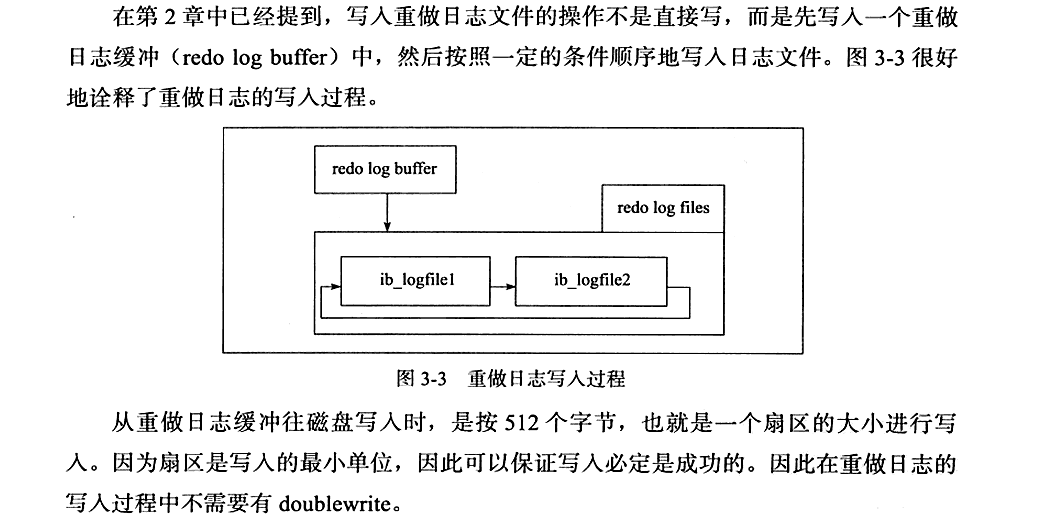 在第 2 章中已经提到，写入重做日志文件的操作不是直接写，而是先写入一个重做
日志缓冲（redo log buffer）中，然后按照一定的条件顺序地写入日志文件。图 3-3 很好
地诠释了重做日志的写入过程。
redo log buffer
redo log files
ib_logfile1
ib_logfile2
图 3-3 重做日志写入过程
从重做日志缓冲往磁盘写入时，是按 512 个字节，也就是一个扇区的大小进行写
入。因为扇区是写入的最小单位，因此可以保证写入必定是成功的。因此在重做日志的
写入过程中不需要有 doublewrite。